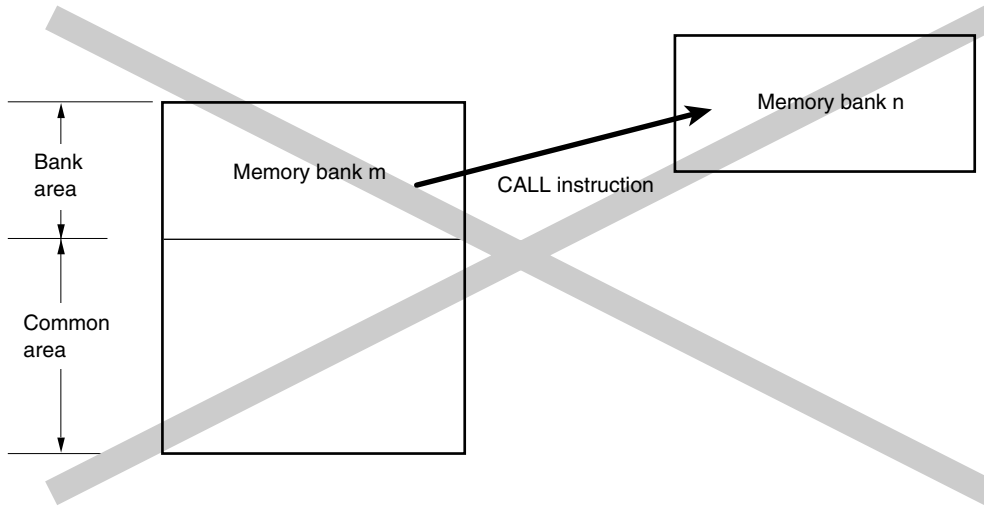 Memory bank n
Bank
area
Memory bank m
CALL instruction
Common
area